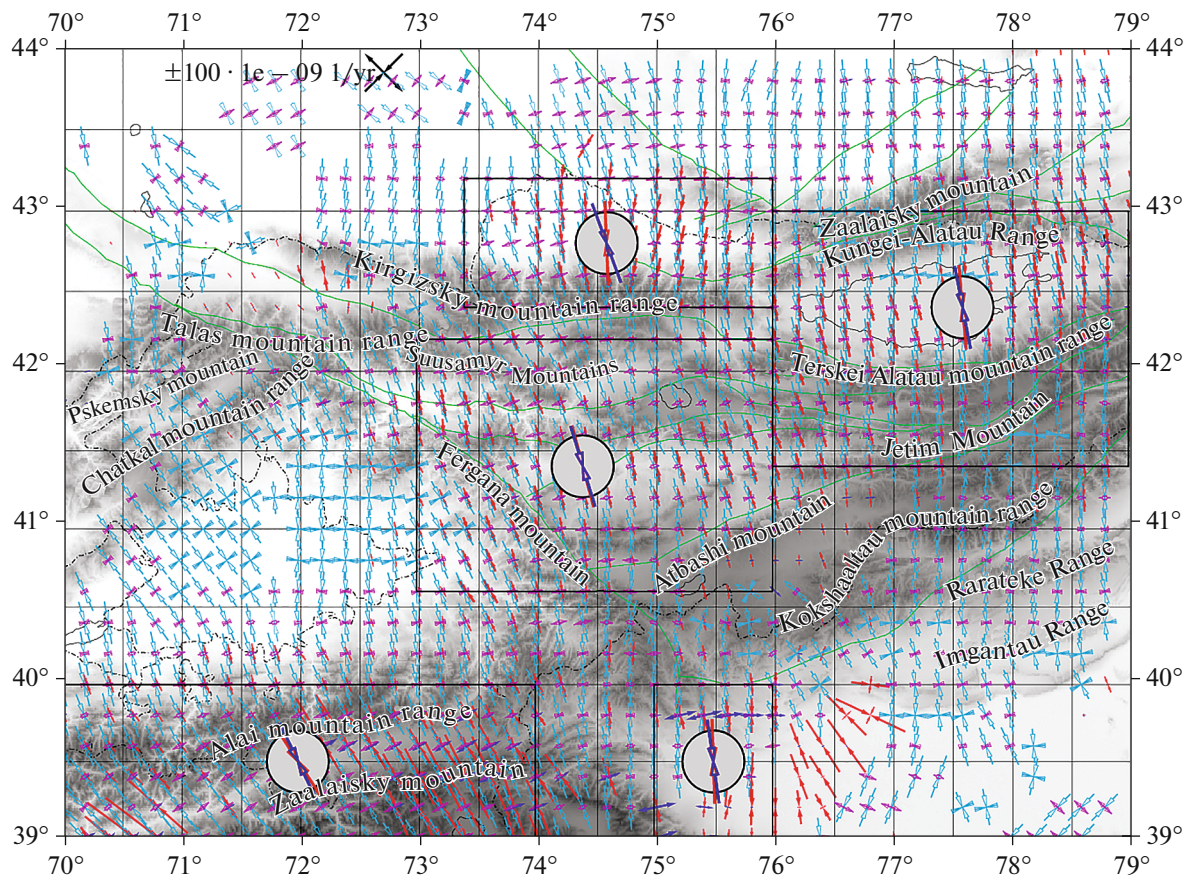 70° 71° 72° 73° 74° 75° 76° 77° 78° 79°
44° 44°
±100 · 1e – 09 1/yr
43° 43°
Zaalaisky mountain
Kungei-Alatau Range
Kirgizsky mountain range
Talas mountain range
Suusamyr Mountains
42° 42°
Terskei Alatau mountain range
Pskemsky mountain
Chatkal mountain range
Jetim Mountain
Fergana mountain
41° 41°
Atbashi mountain
Kokshaaltau mountain range
Rarateke Range
Imgantau Range
40° 40°
Alai mountain range
Zaalaisky mountain
39° 39°
70° 71° 72° 73° 74° 75° 76° 77° 78° 79°